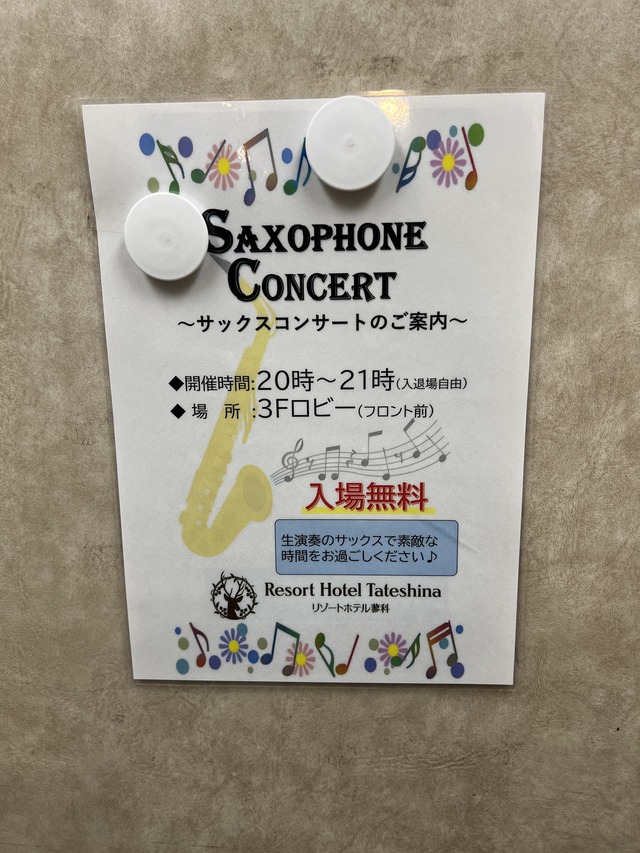 SAXOPHONE
CONCERT
～サックスコンサートのご案内～
◆開催時間:20時～21時(入退場自由)
◆ 場　所 :3Fロビー(フロント前)
入場無料
生演奏のサックスで素敵な
時間をお過ごしください♪
Resort Hotel Tateshina
リゾートホテル蓼科